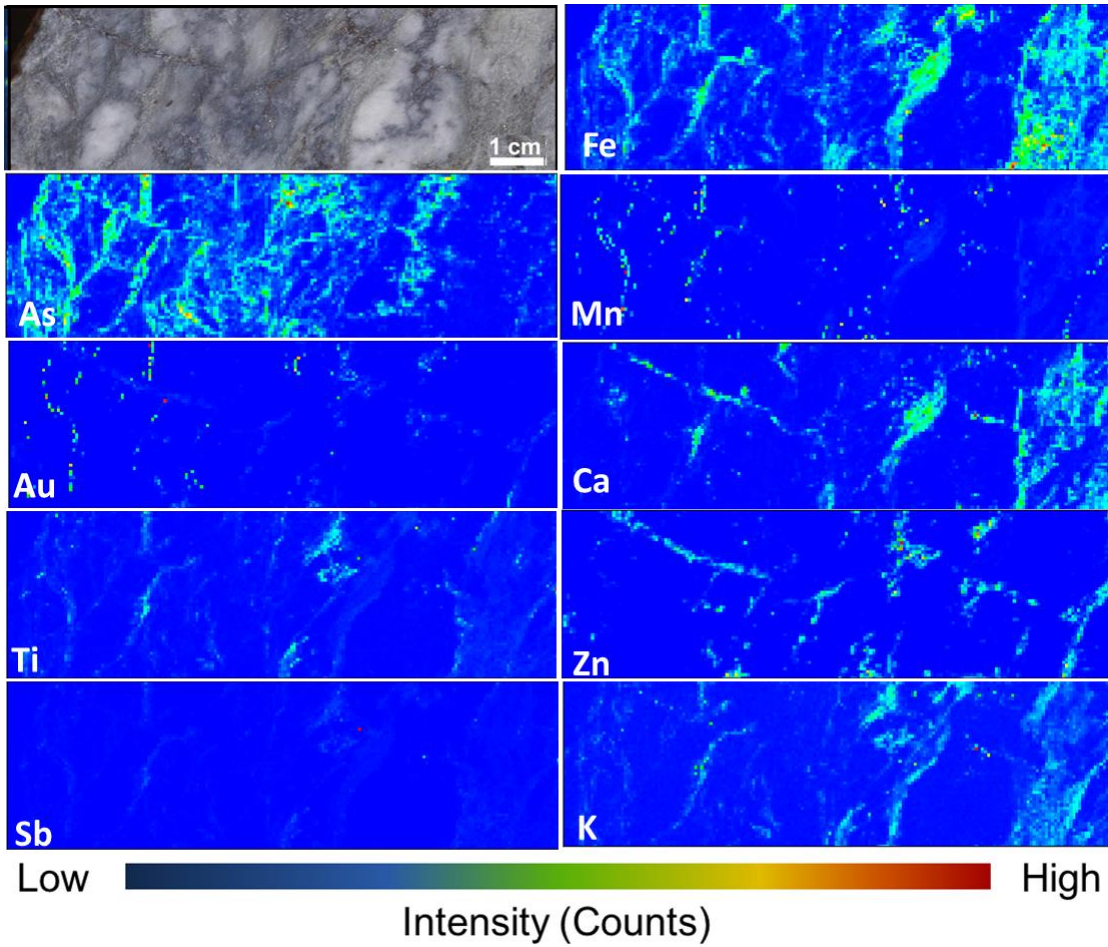 1 cm
Fe
As
Mn
Au
Ca
Ti
Zn
Sb
K
Low
High
Intensity (Counts)